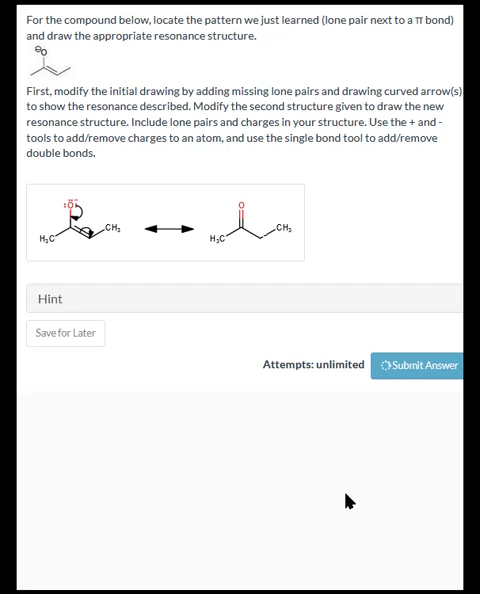 For the compound below, locate the pattern we just learned (lone pair next to a π bond)
and draw the appropriate resonance structure.
⊖O
First, modify the initial drawing by adding missing lone pairs and drawing curved arrow(s)
to show the resonance described. Modify the second structure given to draw the new
resonance structure. Include lone pairs and charges in your structure. Use the + and -
tools to add/remove charges to an atom, and use the single bond tool to add/remove
double bonds.
:Ö:⁻ O
CH₃ CH₃
H₃C H₃C
Hint
Save for Later
Attempts: unlimited Submit Answer